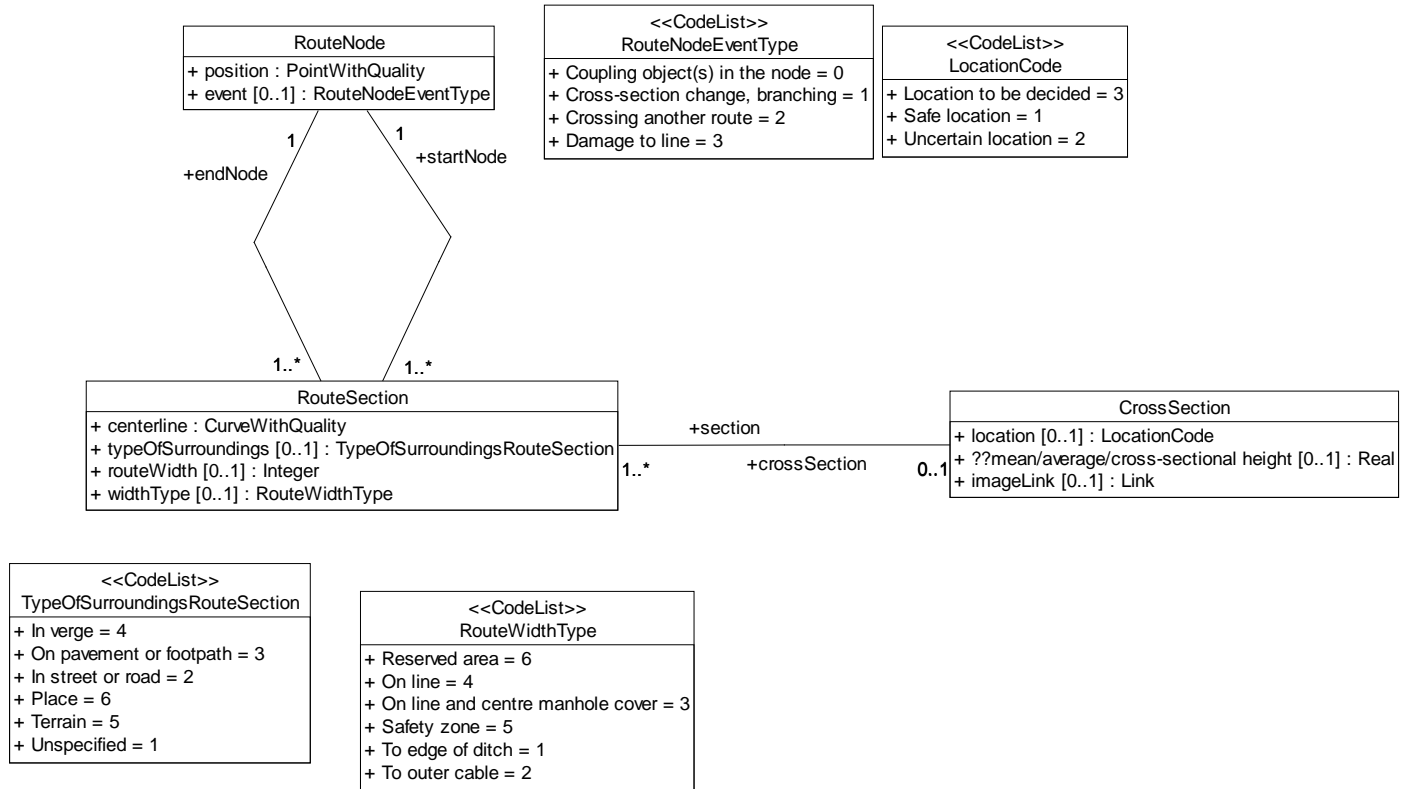 RouteNode
+ position : PointWithQuality
+ event [0..1] : RouteNodeEventType
<<CodeList>>
RouteNodeEventType
+ Coupling object(s) in the node = 0
+ Cross-section change, branching = 1
+ Crossing another route = 2
+ Damage to line = 3
<<CodeList>>
LocationCode
+ Location to be decided = 3
+ Safe location = 1
+ Uncertain location = 2
1
+endNode
1
+startNode
1..*
1..*
RouteSection
+ centerline : CurveWithQuality
+ typeOfSurroundings [0..1] : TypeOfSurroundingsRouteSection
+ routeWidth [0..1] : Integer
+ widthType [0..1] : RouteWidthType
+section
1..*
+crossSection
0..1
CrossSection
+ location [0..1] : LocationCode
+ ??mean/average/cross-sectional height [0..1] : Real
+ imageLink [0..1] : Link
<<CodeList>>
TypeOfSurroundingsRouteSection
+ In verge = 4
+ On pavement or footpath = 3
+ In street or road = 2
+ Place = 6
+ Terrain = 5
+ Unspecified = 1
<<CodeList>>
RouteWidthType
+ Reserved area = 6
+ On line = 4
+ On line and centre manhole cover = 3
+ Safety zone = 5
+ To edge of ditch = 1
+ To outer cable = 2